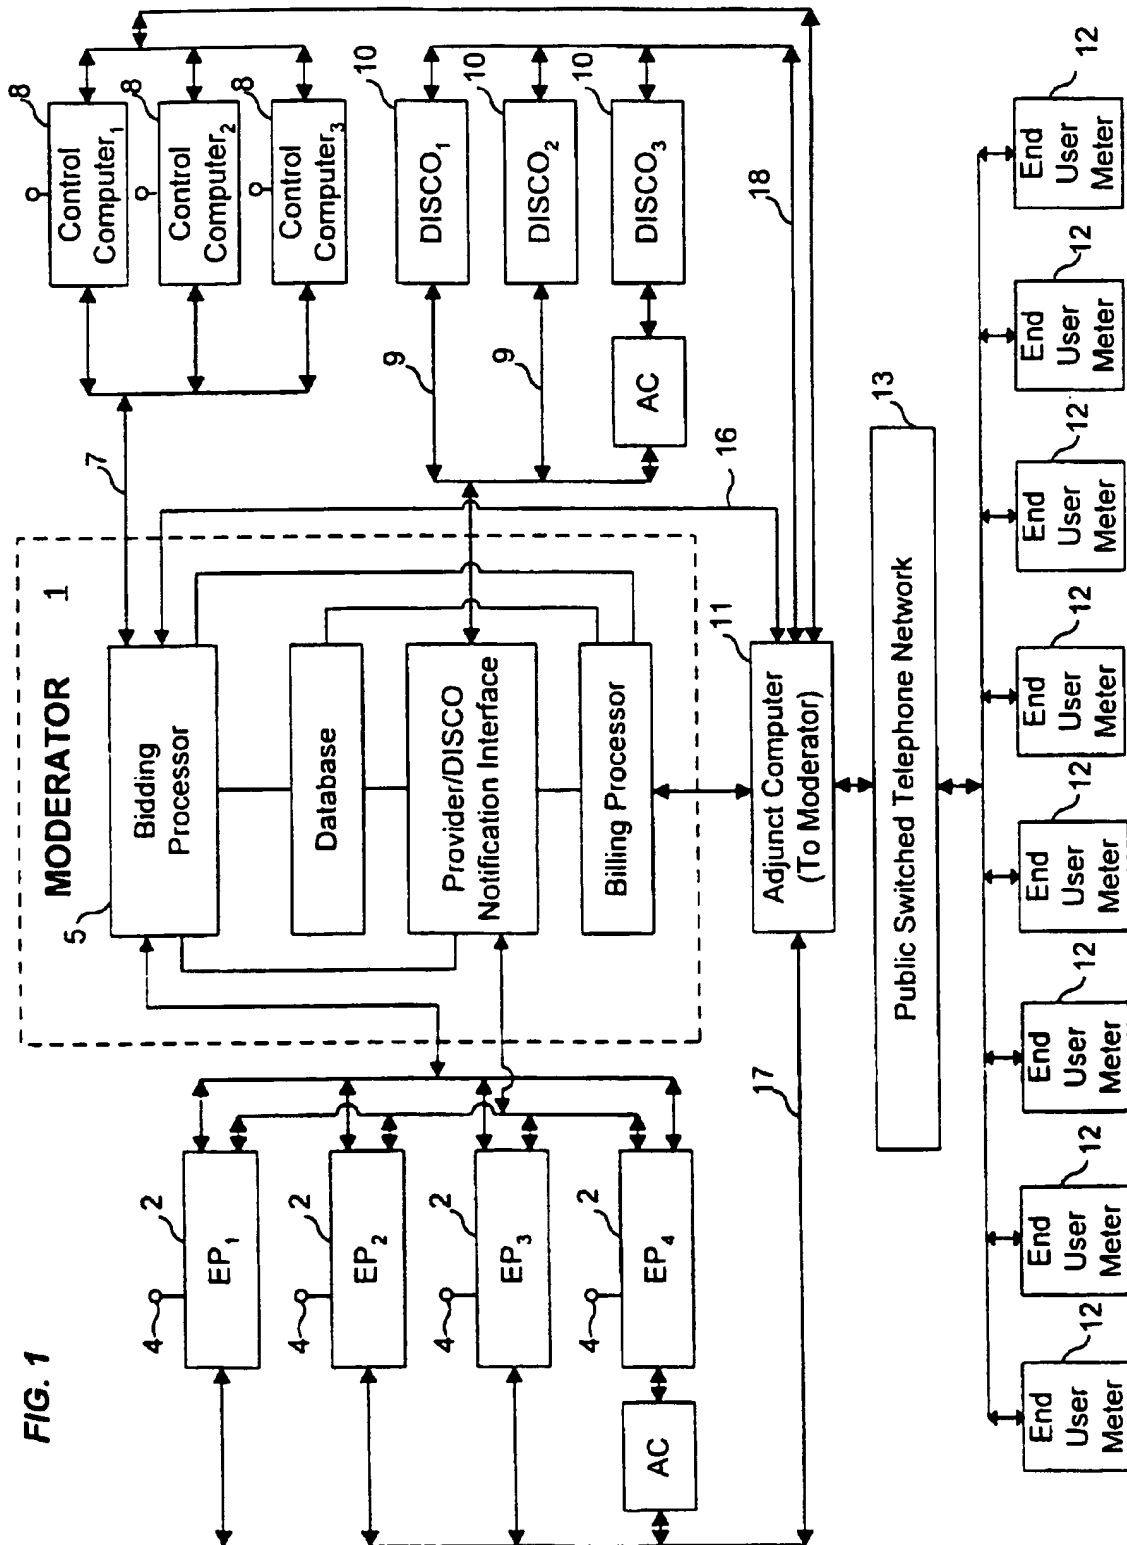 FIG. 1
EP1
2
4
EP2
2
4
EP3
2
4
EP4
2
4
AC
MODERATOR
1
5
Bidding
Processor
Database
Provider/DISCO
Notification Interface
Billing Processor
7
Control
Computer1
8
Control
Computer2
8
Control
Computer3
8
9
9
DISCO1
10
DISCO2
10
DISCO3
10
AC
16
17
18
11
Adjunct Computer
(To Moderator)
13
Public Switched Telephone Network
End
User
Meter
12
End
User
Meter
12
End
User
Meter
12
End
User
Meter
12
End
User
Meter
12
End
User
Meter
12
End
User
Meter
12
End
User
Meter
12